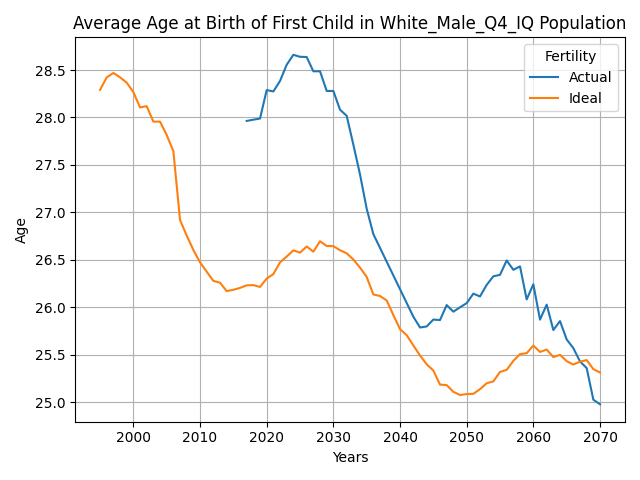 Average Age at Birth of First Child in White_Male_Q4_IQ Population
Fertility
Actual
Ideal
28.5
28.0
27.5
27.0
26.5
26.0
25.5
25.0
Age
2000 2010 2020 2030 2040 2050 2060 2070
Years